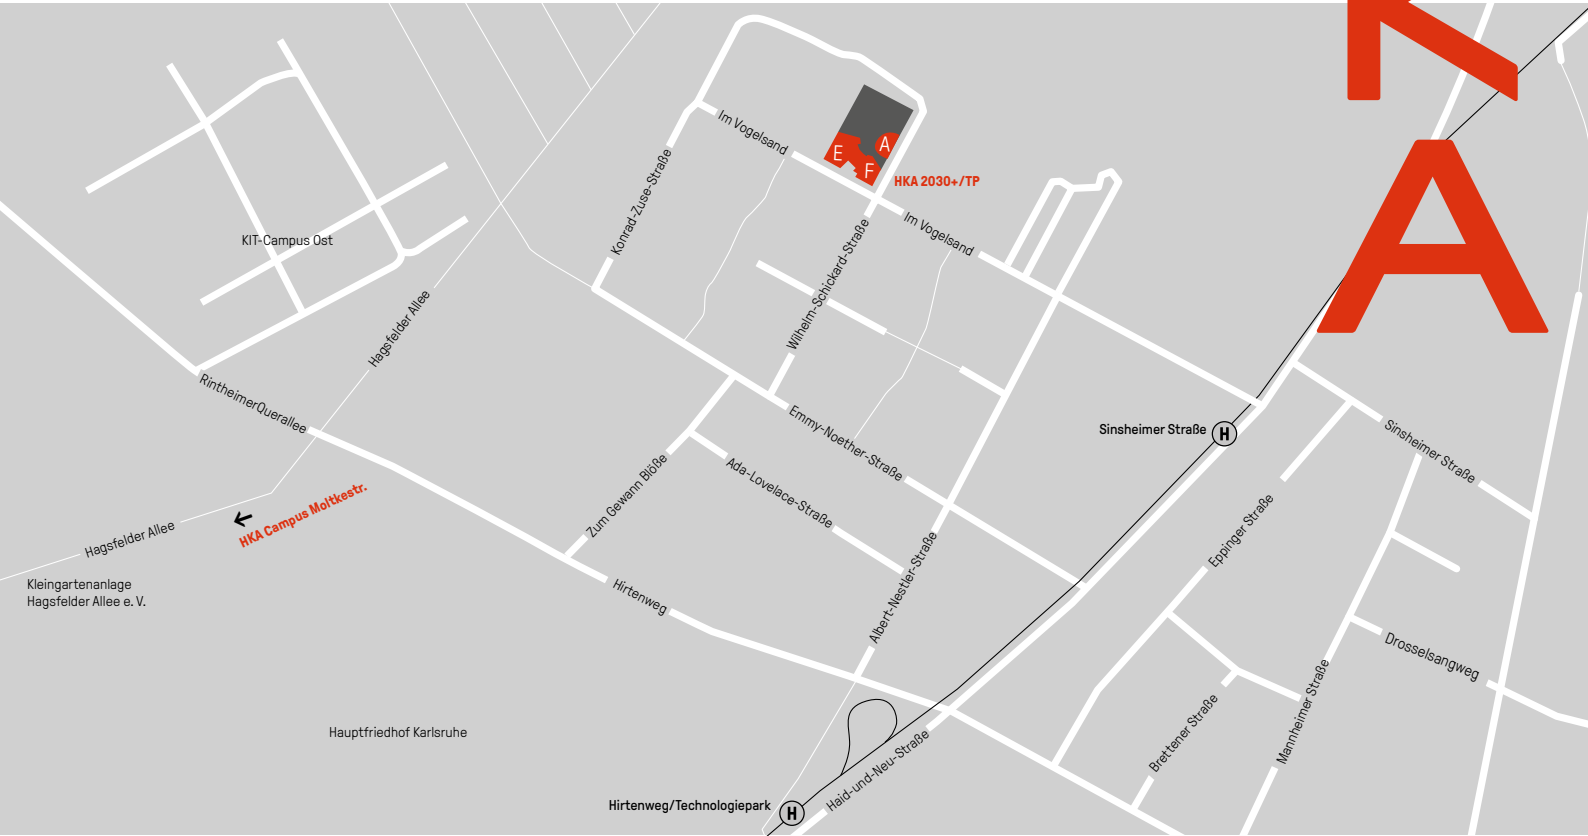 K
A
Im Vogelsand
E
A
F
HKA 2030+/TP
Konrad-Zuse-Straße
Im Vogelsand
KIT-Campus Ost
Wilhelm-Schickard-Straße
Hagsfelder Allee
RintheimerQuerallee
Emmy-Noether-Straße
Sinsheimer Straße
H
Sinsheimer Straße
Zum Gewann Blöße
Ada-Lovelace-Straße
Eppinger Straße
HKA Campus Moltkestr.
Hagsfelder Allee
Kleingartenanlage
Hagsfelder Allee e. V.
Hirtenweg
Albert-Nestler-Straße
Drosselsangweg
Mannheimer Straße
Brettener Straße
Hauptfriedhof Karlsruhe
Haid-und-Neu-Straße
Hirtenweg/Technologiepark
H